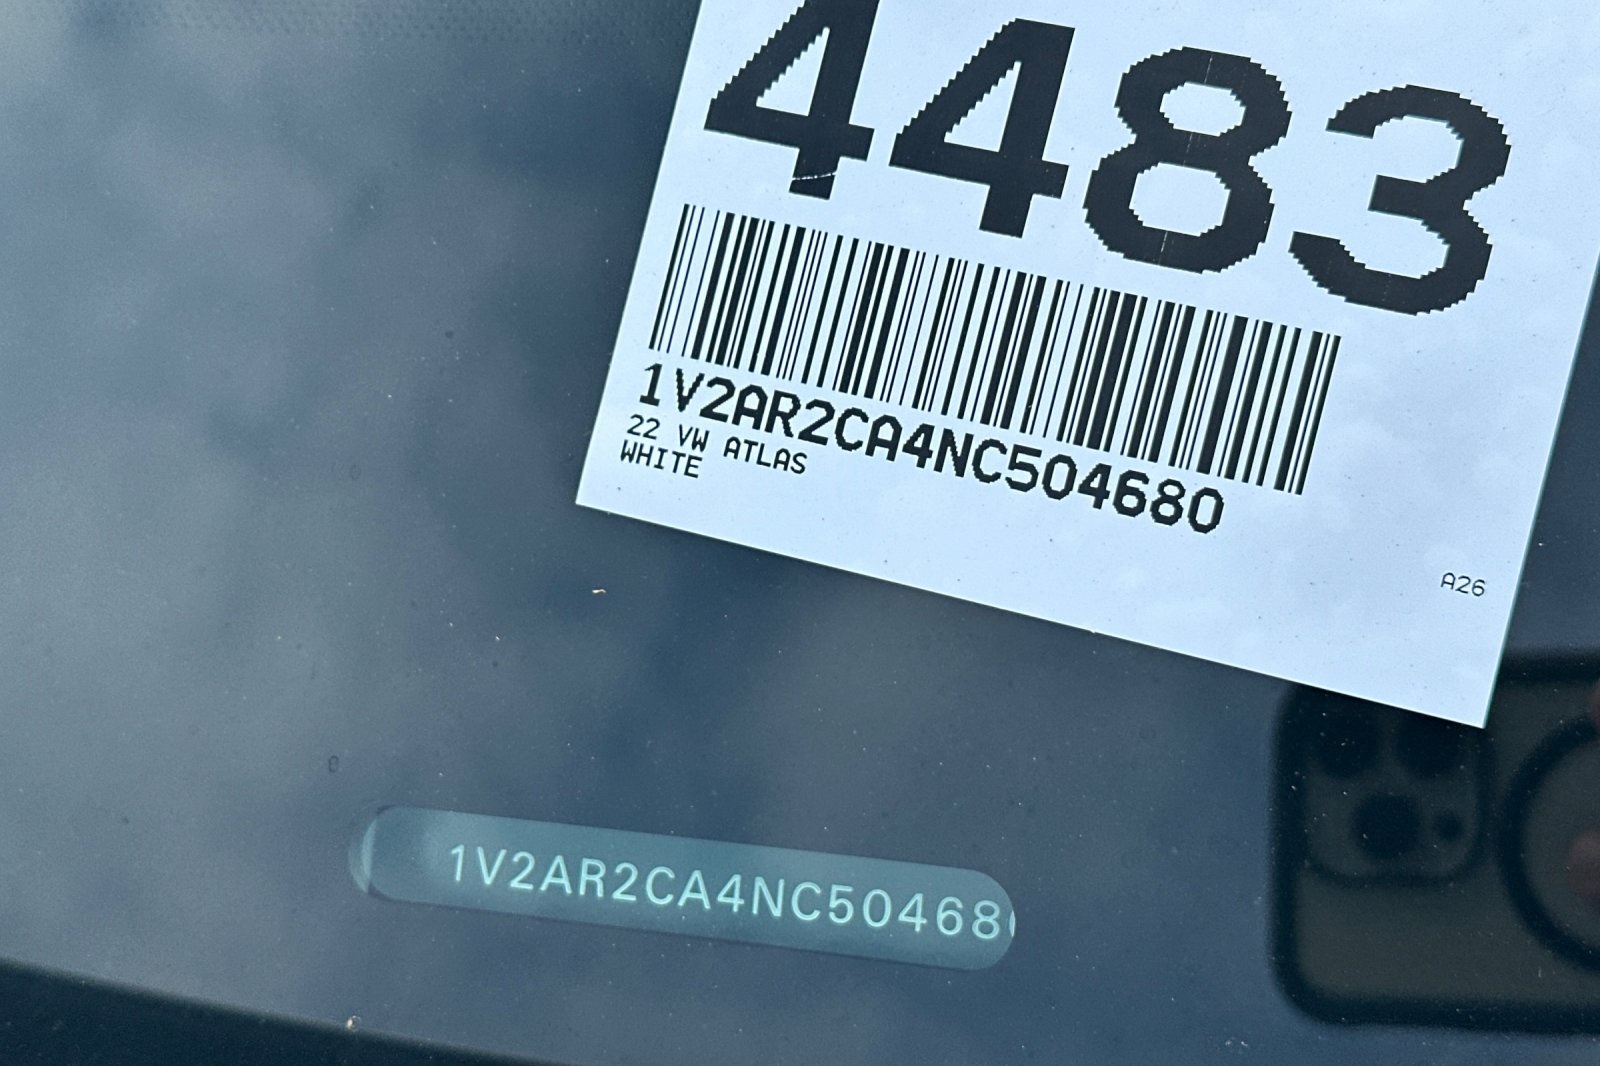 4483
1V2AR2CA4NC504680
22 VW ATLAS
WHITE
A26
1V2AR2CA4NC50468